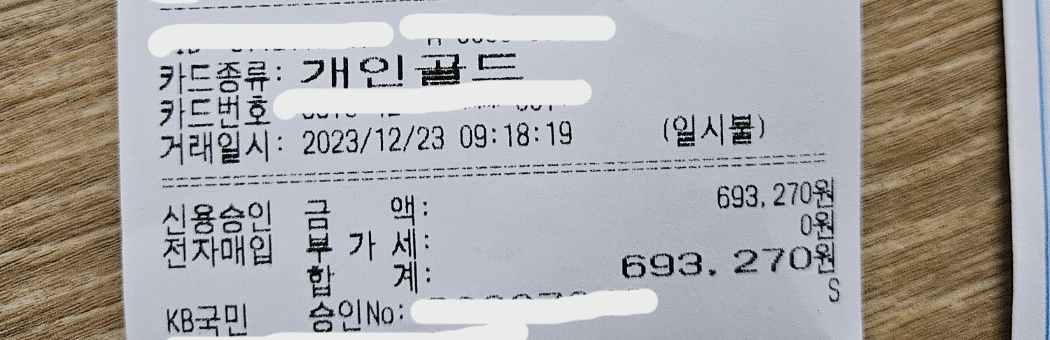 카드종류: 개인골드
카드번호
거래일시: 2023/12/23 09:18:19 (일시불)
신용승인 금 액: 693,270원
전자매입 부 가 세: 0원
합 계: 693,270원
S
KB국민 승인No: